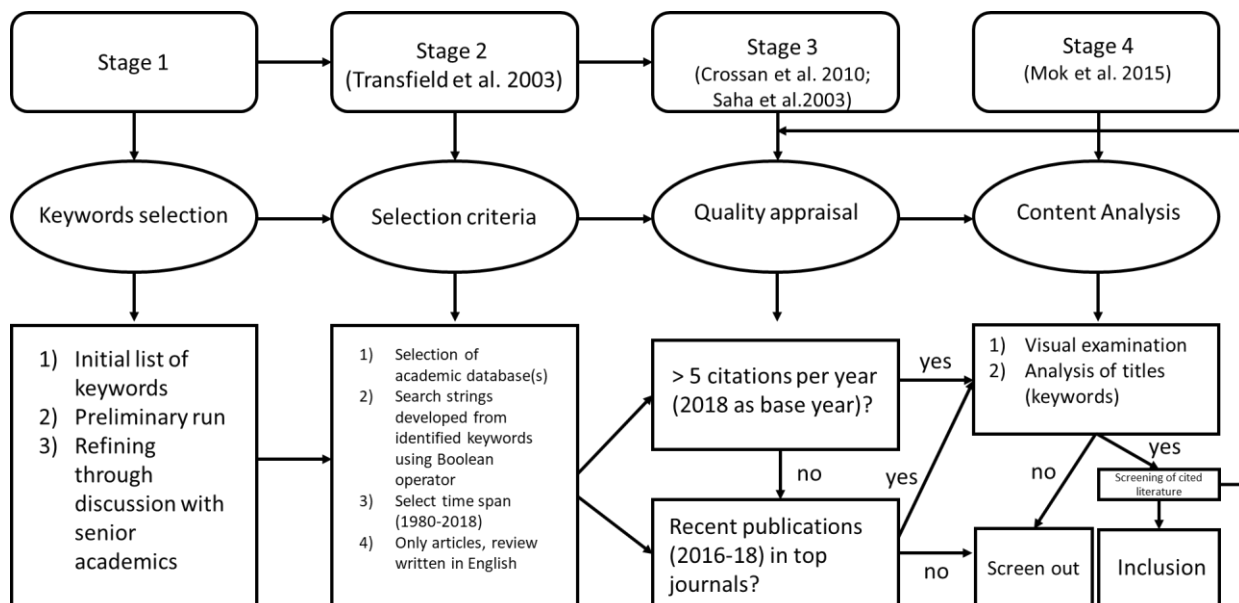 Stage 1
Stage 2
(Transfield et al. 2003)
Stage 3
(Crossan et al. 2010;
Saha et al.2003)
Stage 4
(Mok et al. 2015)
Keywords selection
Selection criteria
Quality appraisal
Content Analysis
1) Initial list of
keywords
2) Preliminary run
3) Refining
through
discussion with
senior
academics
1) Selection of
academic database(s)
2) Search strings
developed from
identified keywords
using Boolean
operator
3) Select time span
(1980-2018)
4) Only articles, review
written in English
> 5 citations per year
(2018 as base year)?
yes
no
yes
Recent publications
(2016-18) in top
journals?
no
1) Visual examination
2) Analysis of titles
(keywords)
no
yes
Screening of cited
literature
Screen out
Inclusion